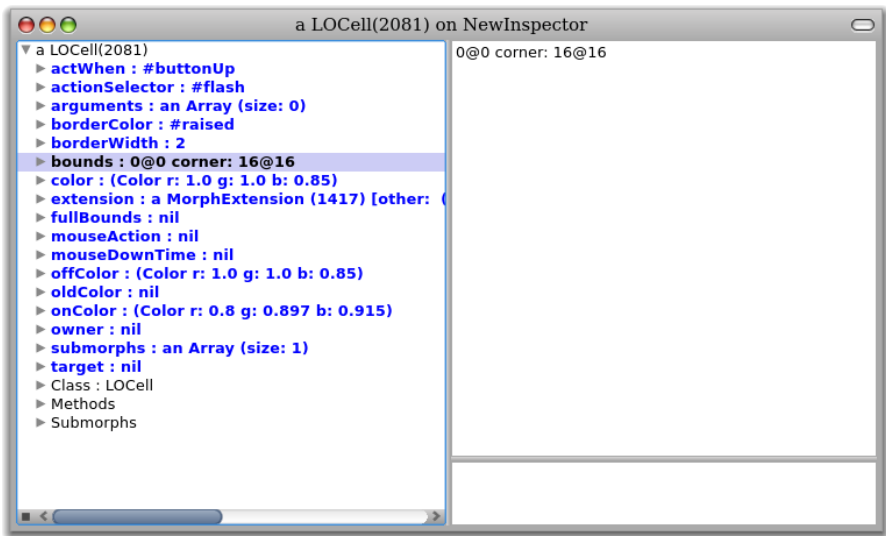 a LOCell(2081) on NewInspector
a LOCell(2081)
actWhen : #buttonUp
actionSelector : #flash
arguments : an Array (size: 0)
borderColor : #raised
borderWidth : 2
bounds : 0@0 corner: 16@16
color : (Color r: 1.0 g: 1.0 b: 0.85)
extension : a MorphExtension (1417) [other:  (
fullBounds : nil
mouseAction : nil
mouseDownTime : nil
offColor : (Color r: 1.0 g: 1.0 b: 0.85)
oldColor : nil
onColor : (Color r: 0.8 g: 0.897 b: 0.915)
owner : nil
submorphs : an Array (size: 1)
target : nil
Class : LOCell
Methods
Submorphs
0@0 corner: 16@16